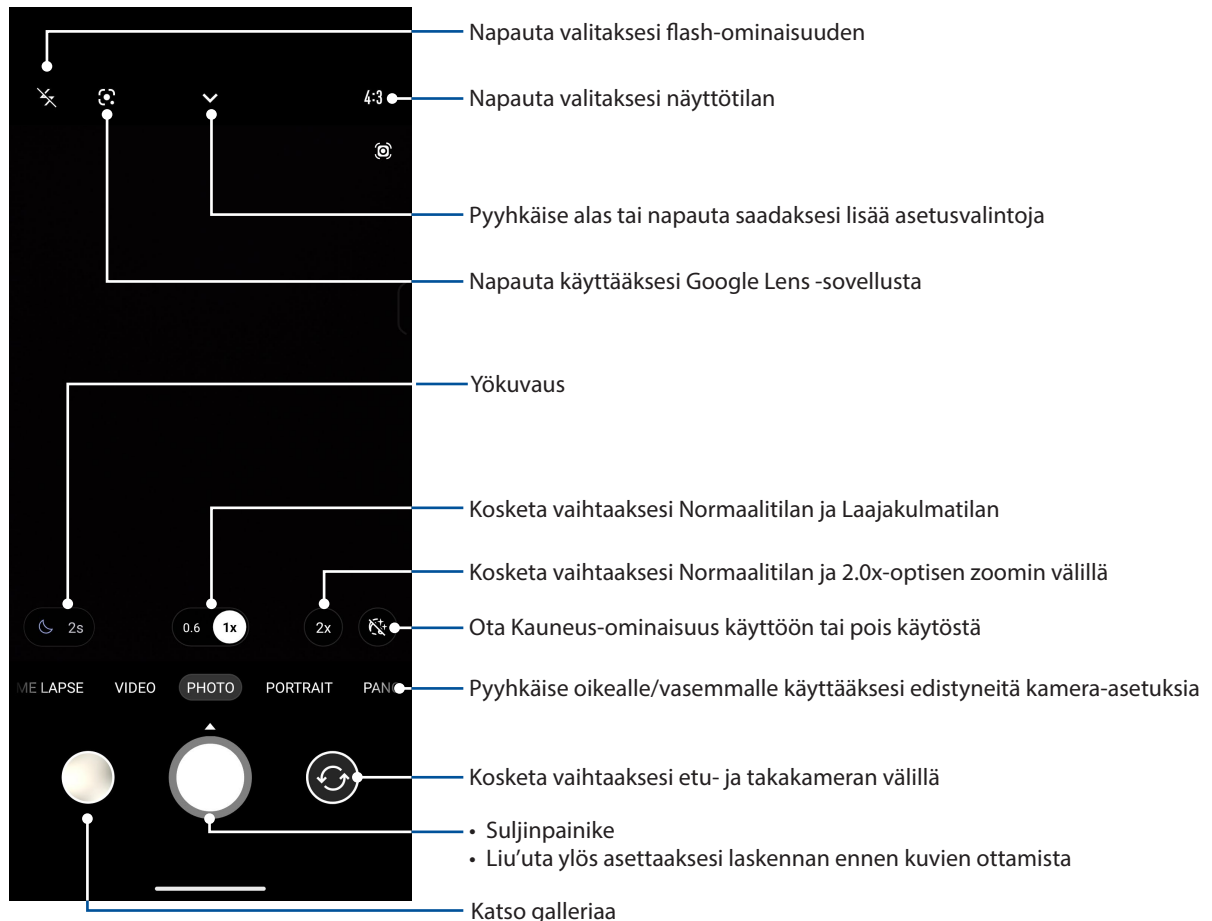 Napauta valitaksesi flash-ominaisuuden
4:3
Napauta valitaksesi näyttötilan
Pyyhkäise alas tai napauta saadaksesi lisää asetusvalintoja
Napauta käyttääksesi Google Lens -sovellusta
Yökuvaus
Kosketa vaihtaaksesi Normaalitilan ja Laajakulmatilan
Kosketa vaihtaaksesi Normaalitilan ja 2.0x-optisen zoomin välillä
2s 0.6 1x 2x
Ota Kauneus-ominaisuus käyttöön tai pois käytöstä
ME LAPSE VIDEO PHOTO PORTRAIT PANO
Pyyhkäise oikealle/vasemmalle käyttääksesi edistyneitä kamera-asetuksia
Kosketa vaihtaaksesi etu- ja takakameran välillä
• Suljinpainike
• Liu’uta ylös asettaaksesi laskennan ennen kuvien ottamista
Katso galleriaa